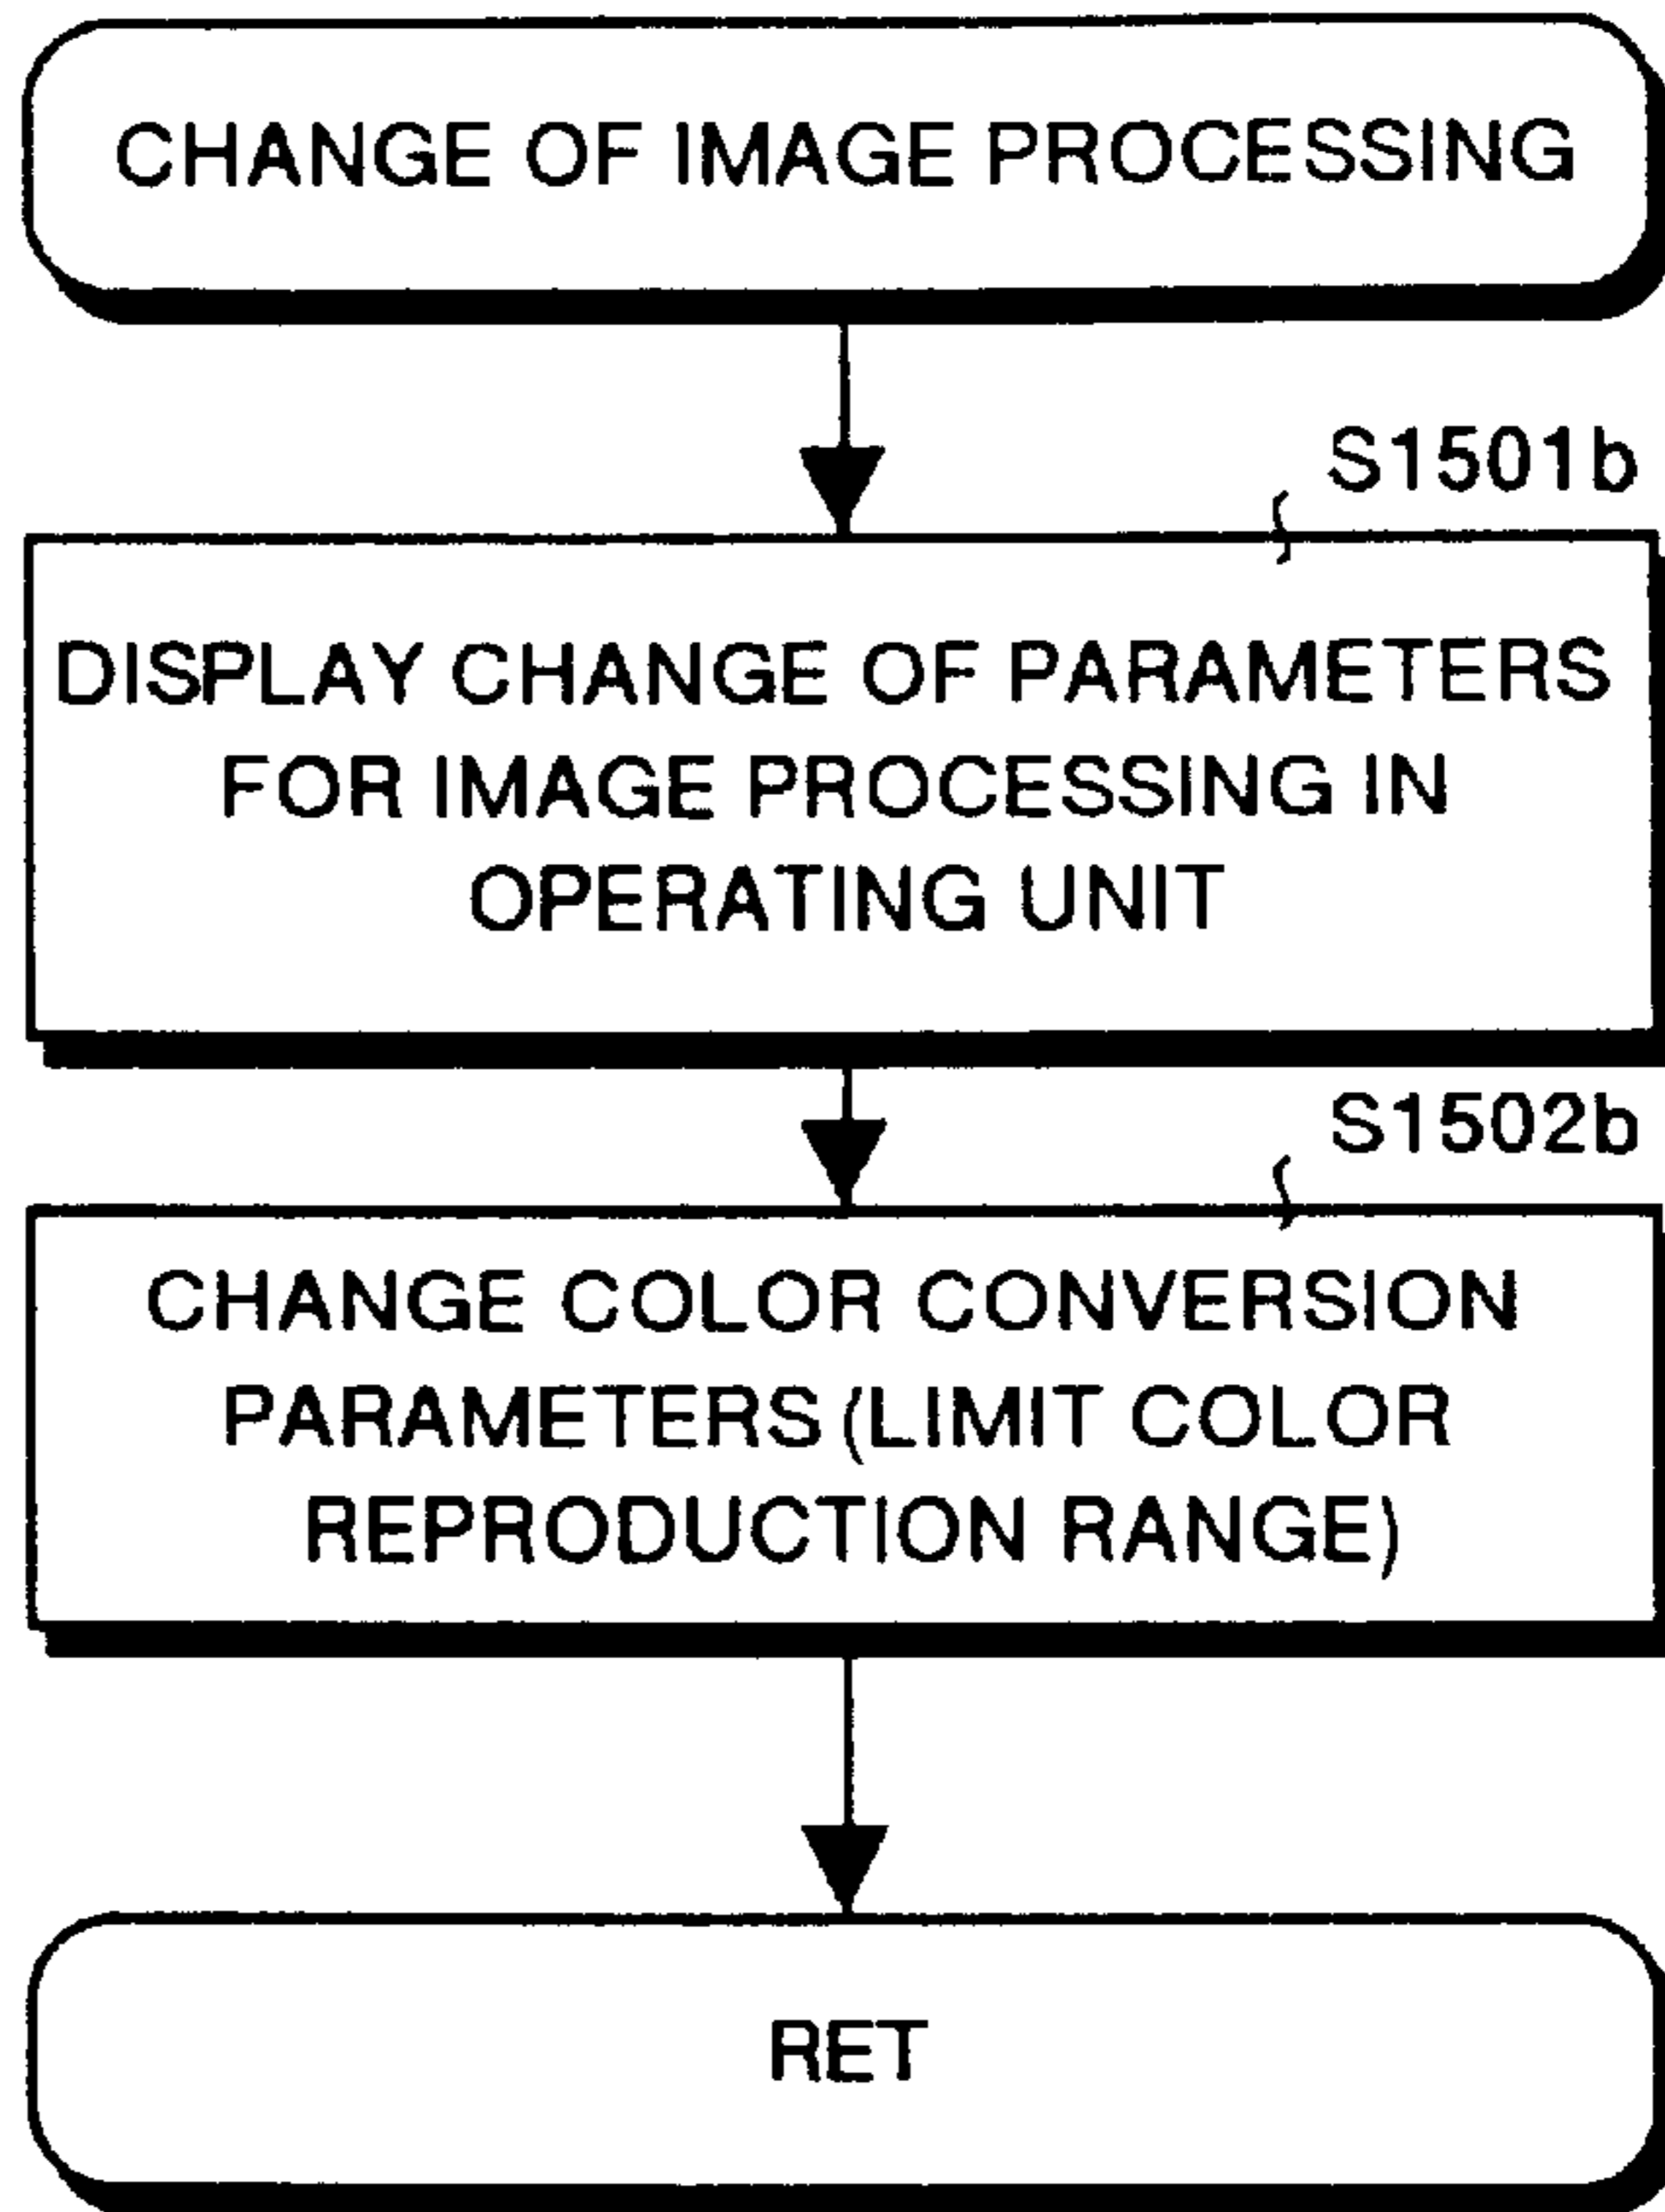 CHANGE OF IMAGE PROCESSING
S1501b
DISPLAY CHANGE OF PARAMETERS
FOR IMAGE PROCESSING IN
OPERATING UNIT
S1502b
CHANGE COLOR CONVERSION
PARAMETERS (LIMIT COLOR
REPRODUCTION RANGE)
RET